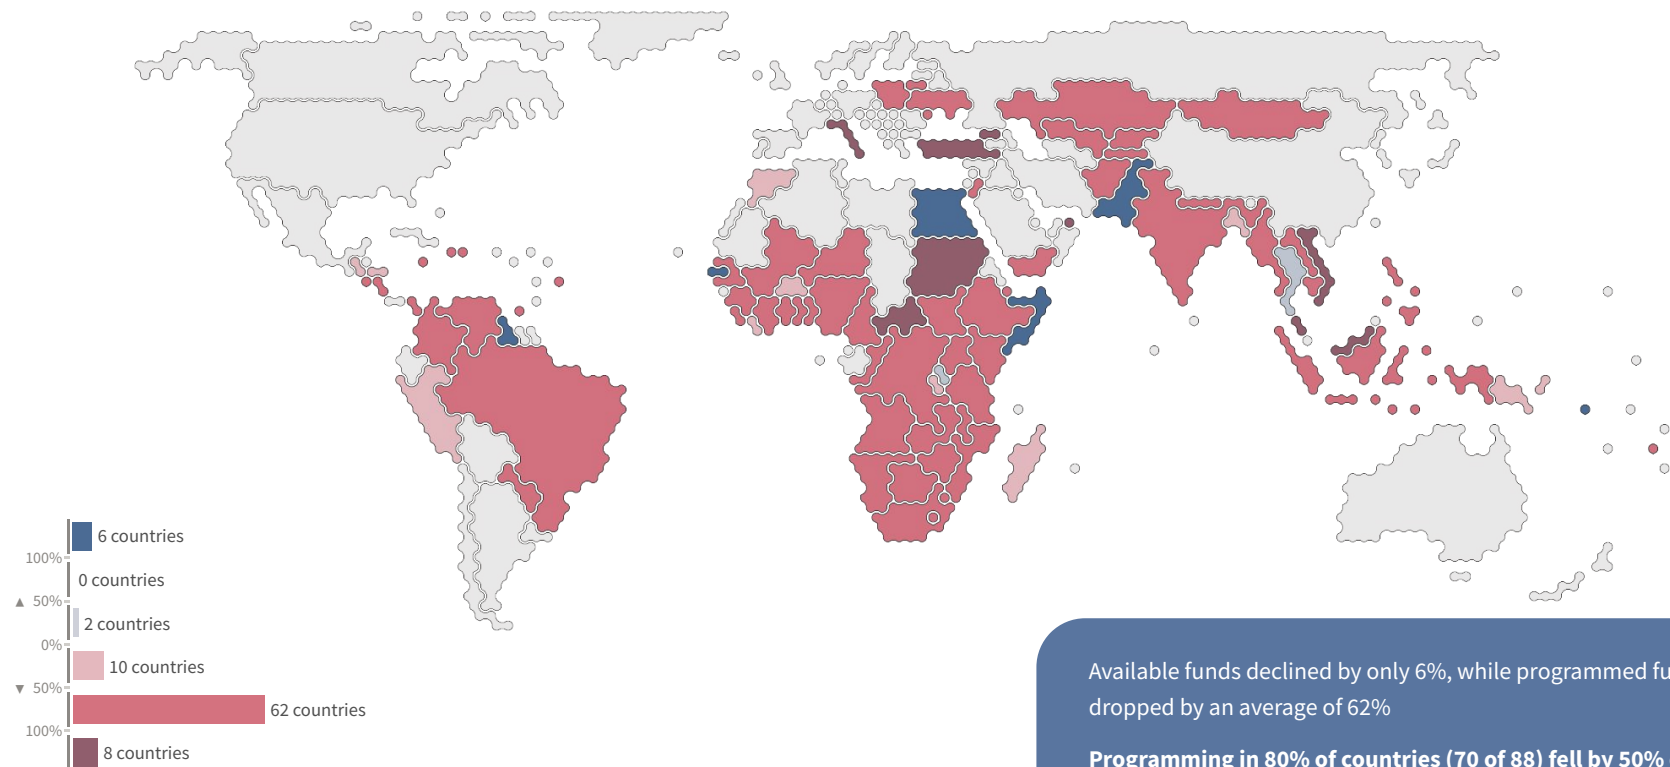 6 countries
100%
0 countries
▲ 50%
2 countries
0%
10 countries
▼ 50%
62 countries
100%
8 countries
Available funds declined by only 6%, while programmed fu
dropped by an average of 62%
Programming in 80% of countries (70 of 88) fell by 50%